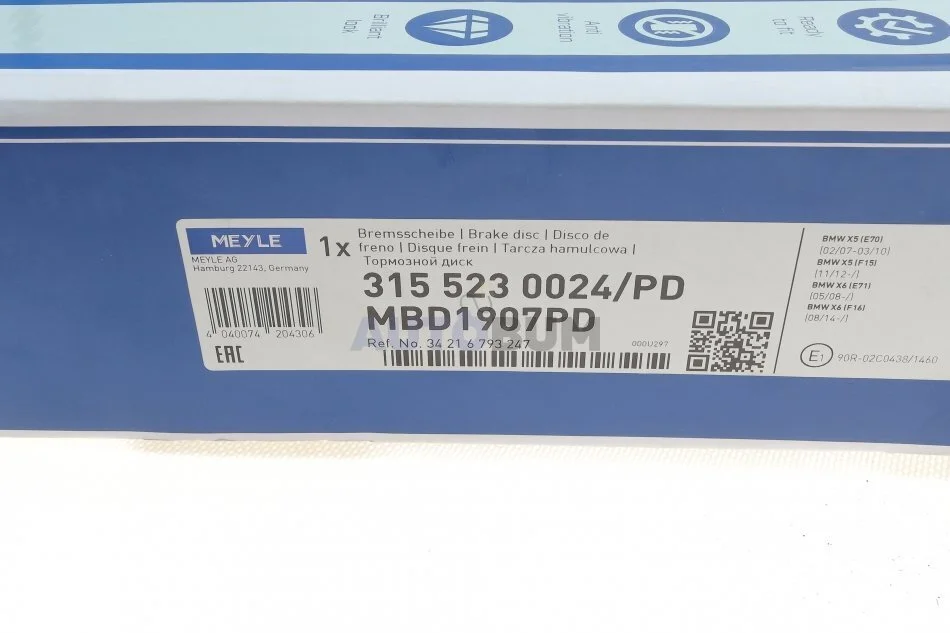 Brillant
look
Anti
vibration
Ready
to fit
MEYLE
MEYLE AG
Hamburg 22143, Germany
4 040074 204306
EAC
1x
Bremsscheibe | Brake disc | Disco de
freno | Disque frein | Tarcza hamulcowa |
Тормозной диск
315 523 0024/PD
MBD1907PD
AUTOBUM
Ref. No. 34 21 6 793 247
000U297
BMW X5 (E70)
(02/07-03/10)
BMW X5 (F15)
(11/12-/)
BMW X6 (E71)
(05/08-/)
BMW X6 (F16)
(08/14-/)
E1 90R-02C0438/1460